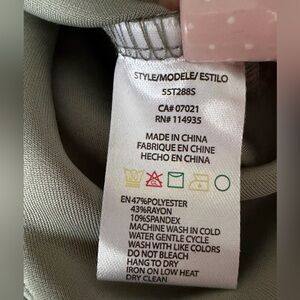 STYLE/MODELE/ ESTILO
55T288S
CA# 07021
RN# 114935
MADE IN CHINA
FABRIQUE EN CHINE
HECHO EN CHINA
EN 47%POLYESTER
43%RAYON
10%SPANDEX
MACHINE WASH IN COLD
WATER GENTLE CYCLE
WASH WITH LIKE COLORS
DO NOT BLEACH
HANG TO DRY
IRON ON LOW HEAT
DRY CLEAN